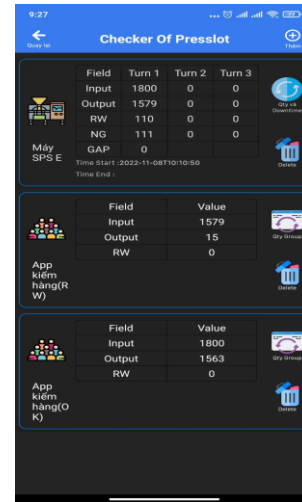 9:27
Quay lại
Checker Of Presslot
Thêm
Field Turn 1 Turn 2 Turn 3
Input 1800 0 0
Output 1579 0 0
RW 110 0 0
NG 111 0 0
GAP 0
Time Start :2022-11-08T10:10:50
Time End :
Máy
SPS E
Qty và
Downtime
Delete
Field Value
Input 1579
Output 15
RW 0
App
kiểm
hàng(R
W)
Qty Group
Delete
Field Value
Input 1800
Output 1563
RW 0
App
kiểm
hàng(O
K)
Qty Group
Delete